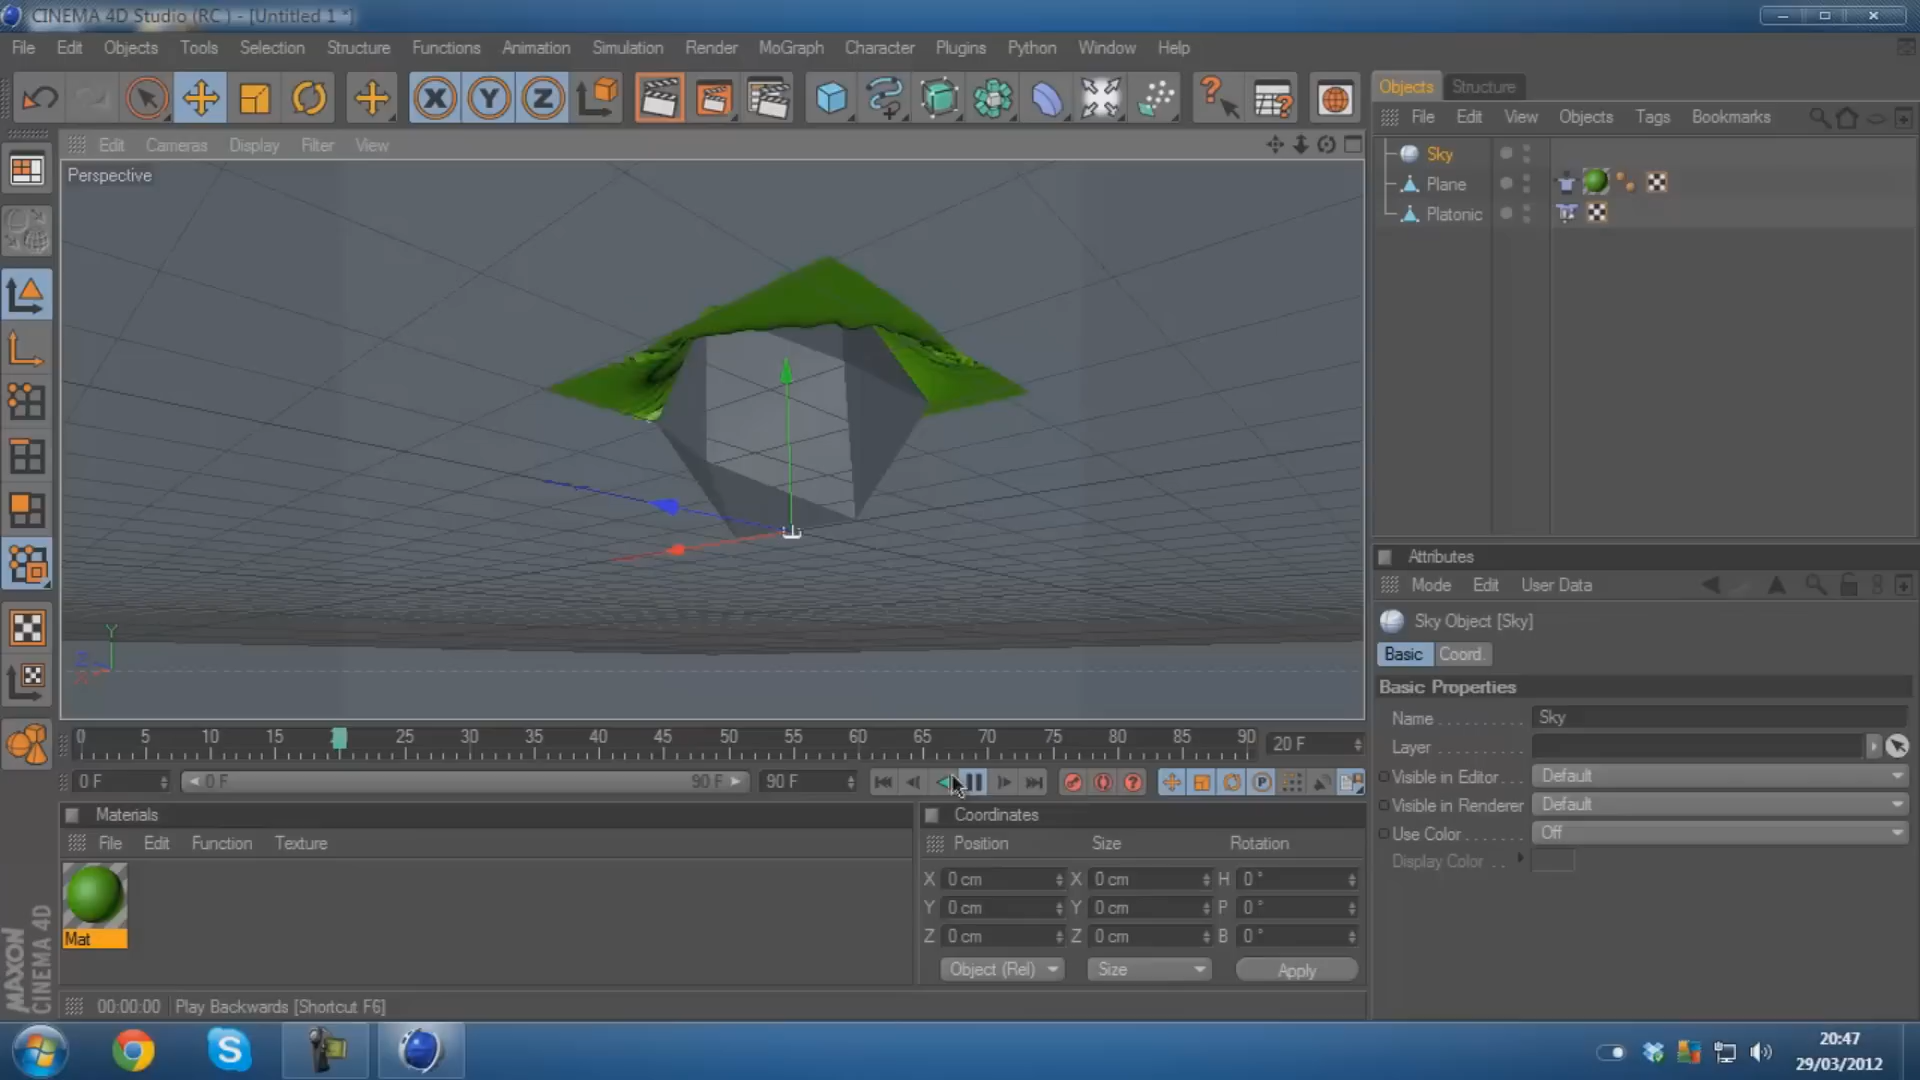 CINEMA 4D Studio (RC ) - [Untitled 1 *]
File Edit Objects Tools Selection Structure Functions Animation Simulation Render MoGraph Character Plugins Python Window Help
X Y Z
Objects Structure
File Edit View Objects Tags Bookmarks
Edit Cameras Display Filter View
Perspective
Sky
Plane
Platonic
Y
Z
X
Attributes
Mode Edit User Data
Sky Object [Sky]
Basic Coord.
Basic Properties
Name Sky
Layer
Visible in Editor Default
Visible in Renderer Default
Use Color Off
Display Color
0 5 10 15 25 30 35 40 45 50 55 60 65 70 75 80 85 90 20 F
0 F 0 F 90 F 90 F
Materials
File Edit Function Texture
Mat
Coordinates
Position Size Rotation
X 0 cm X 0 cm H 0 °
Y 0 cm Y 0 cm P 0 °
Z 0 cm Z 0 cm B 0 °
Object (Rel) Size Apply
MAXON
CINEMA 4D
00:00:00 Play Backwards [Shortcut F6]
20:47
29/03/2012